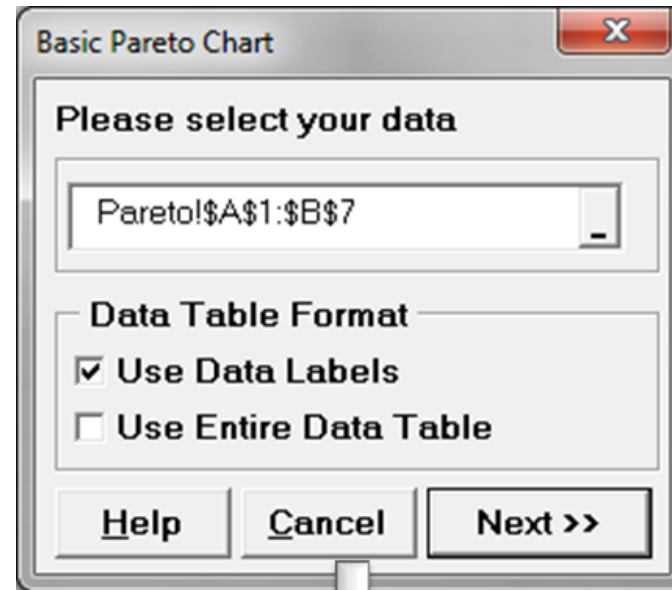 Basic Pareto Chart
Please select your data
Pareto!$A$1:$B$7
Data Table Format
Use Data Labels
Use Entire Data Table
Help
Cancel
Next >>